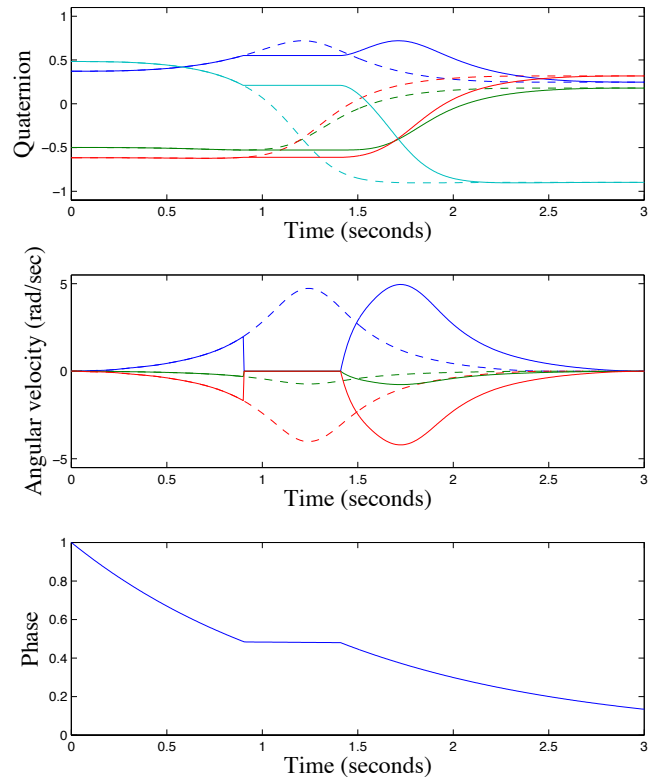 Quaternion
1
0.5
0
−0.5
−1
0 0.5 1 1.5 2 2.5 3
Time (seconds)
Angular velocity (rad/sec)
5
0
−5
0 0.5 1 1.5 2 2.5 3
Time (seconds)
Phase
1
0.8
0.6
0.4
0.2
0
0 0.5 1 1.5 2 2.5 3
Time (seconds)